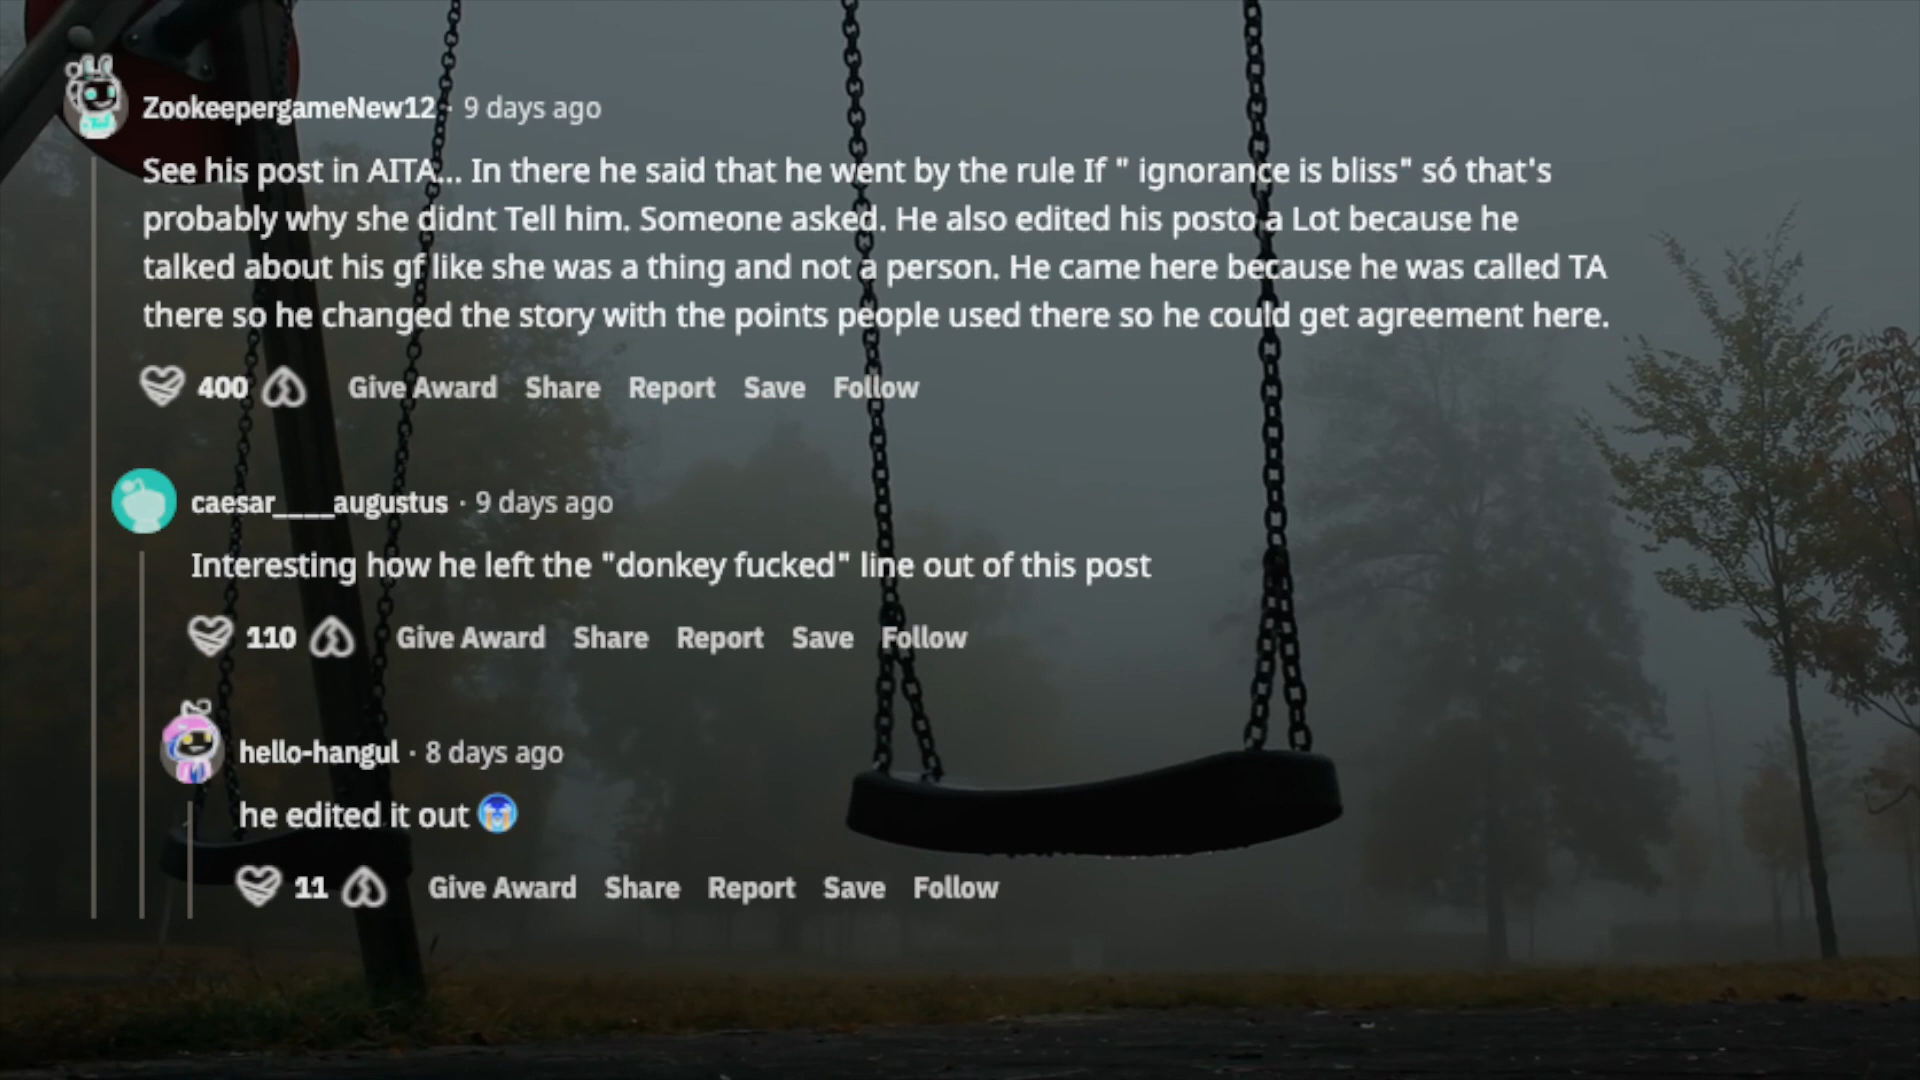 ZookeepergameNew12 · 9 days ago
See his post in AITA... In there he said that he went by the rule If " ignorance is bliss" só that's
probably why she didnt Tell him. Someone asked. He also edited his posto a Lot because he
talked about his gf like she was a thing and not a person. He came here because he was called TA
there so he changed the story with the points people used there so he could get agreement here.
400 Give Award Share Report Save Follow
caesar____augustus · 9 days ago
Interesting how he left the "donkey fucked" line out of this post
110 Give Award Share Report Save Follow
hello-hangul · 8 days ago
he edited it out 😭
11 Give Award Share Report Save Follow